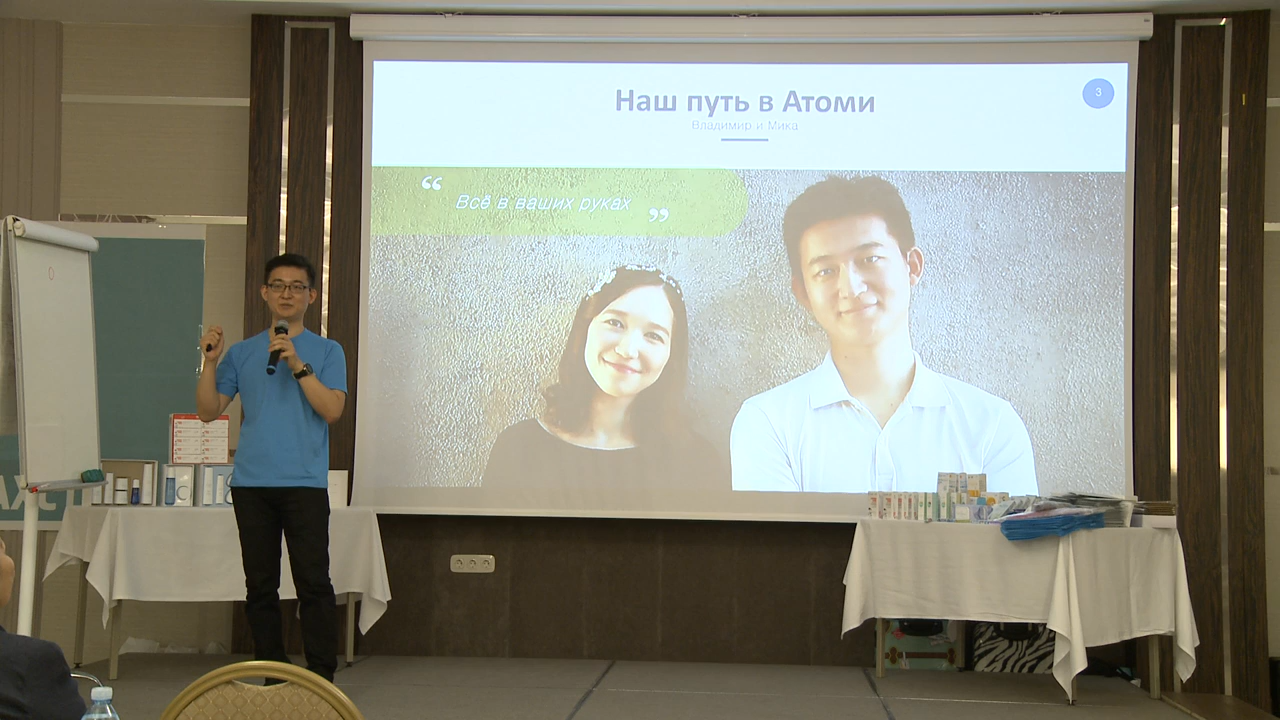 Наш путь в Атоми
3
Владимир и Мика
“ Всё в ваших руках ”